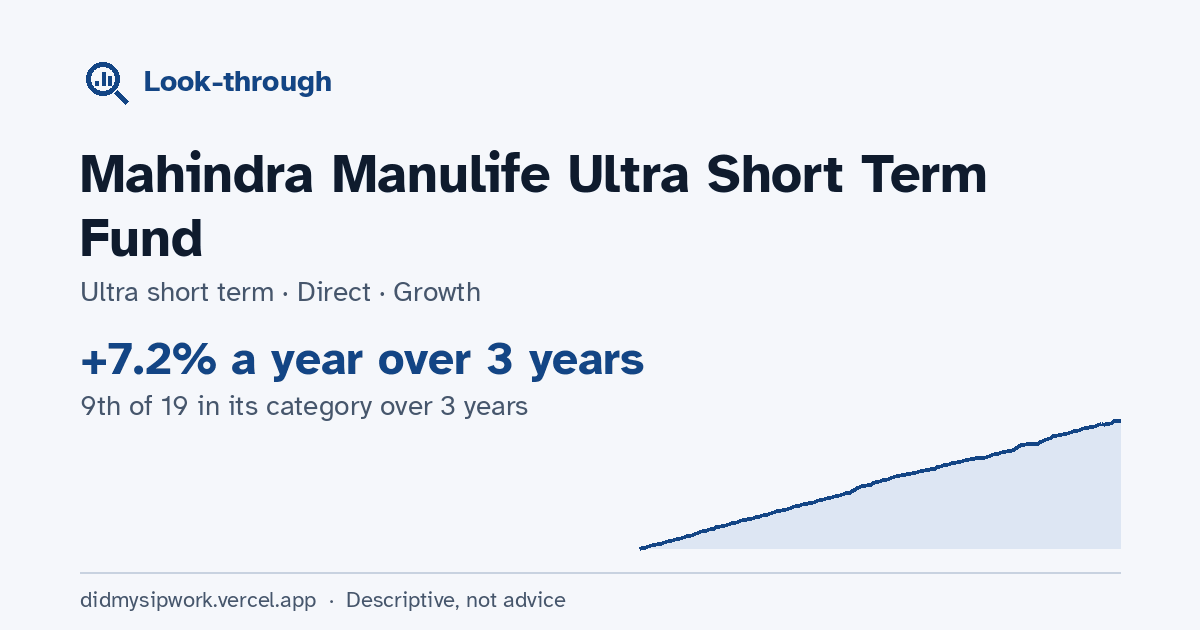 Look-through
Mahindra Manulife Ultra Short Term
Fund
Ultra short term · Direct · Growth
+7.2% a year over 3 years
9th of 19 in its category over 3 years
didmysipwork.vercel.app · Descriptive, not advice